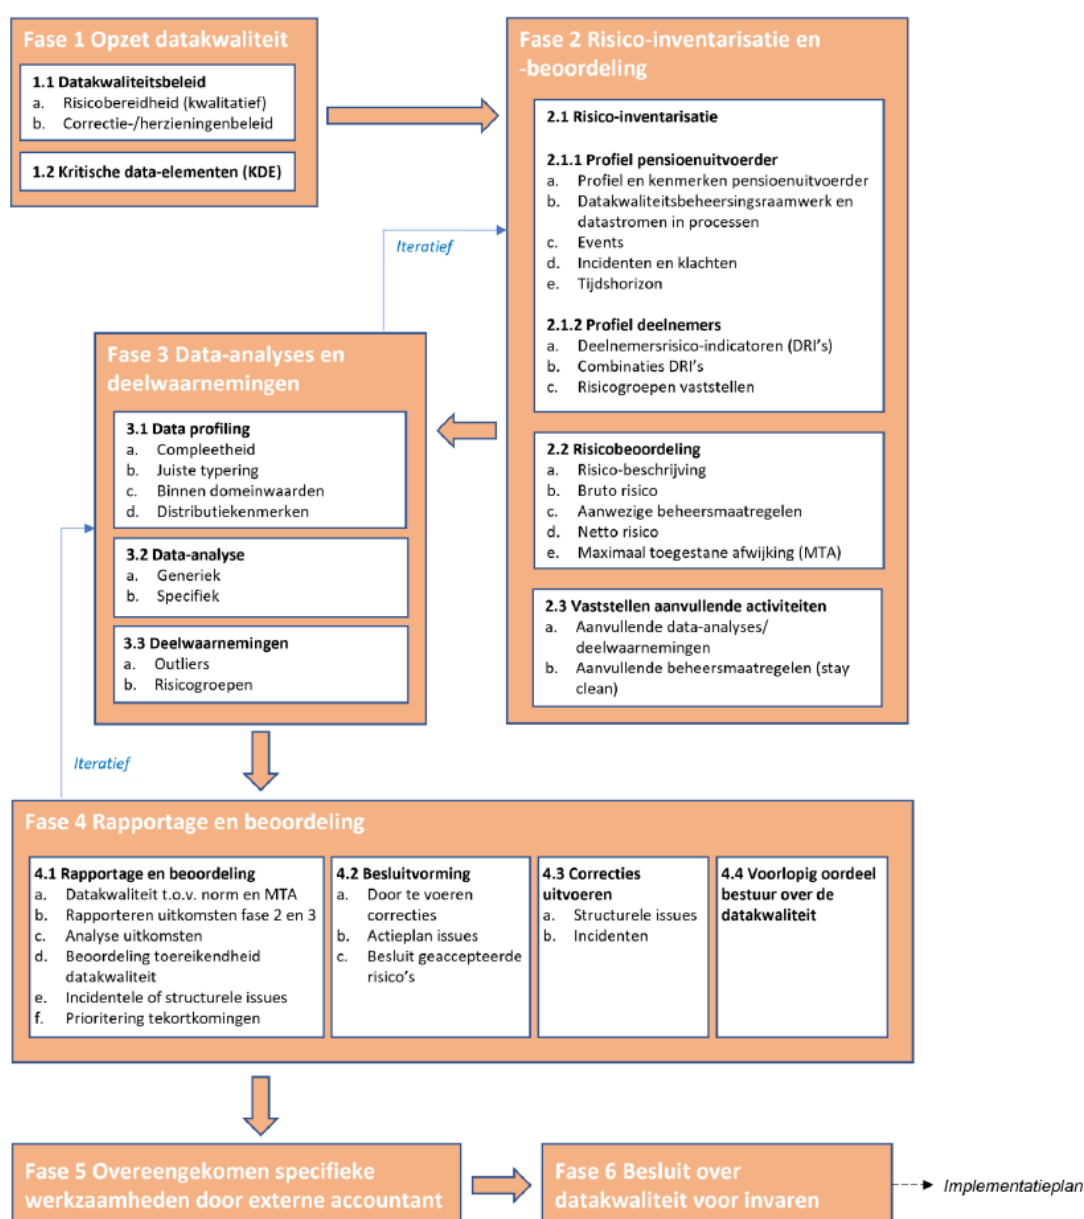 Fase 1 Opzet datakwaliteit
1.1 Datakwaliteitsbeleid
a. Risicobereidheid (kwalitatief)
b. Correctie-/herzieningenbeleid
1.2 Kritische data-elementen (KDE)
Fase 2 Risico-inventarisatie en
-beoordeling
2.1 Risico-inventarisatie
2.1.1 Profiel pensioenuitvoerder
a. Profiel en kenmerken pensioenuitvoerder
b. Datakwaliteitsbeheersingsraamwerk en
datastromen in processen
c. Events
d. Incidenten en klachten
e. Tijdshorizon
2.1.2 Profiel deelnemers
a. Deelnemersrisico-indicatoren (DRI's)
b. Combinaties DRI's
c. Risicogroepen vaststellen
2.2 Risicobeoordeling
a. Risico-beschrijving
b. Bruto risico
c. Aanwezige beheersmaatregelen
d. Netto risico
e. Maximaal toegestane afwijking (MTA)
2.3 Vaststellen aanvullende activiteiten
a. Aanvullende data-analyses/
deelwaarnemingen
b. Aanvullende beheersmaatregelen (stay
clean)
Iteratief
Fase 3 Data-analyses en
deelwaarnemingen
3.1 Data profiling
a. Compleetheid
b. Juiste typering
c. Binnen domeinwaarden
d. Distributiekenmerken
3.2 Data-analyse
a. Generiek
b. Specifiek
3.3 Deelwaarnemingen
a. Outliers
b. Risicogroepen
Iteratief
Fase 4 Rapportage en beoordeling
4.1 Rapportage en beoordeling
a. Datakwaliteit t.o.v. norm en MTA
b. Rapporteren uitkomsten fase 2 en 3
c. Analyse uitkomsten
d. Beoordeling toereikendheid
datakwaliteit
e. Incidentele of structurele issues
f. Prioritering tekortkomingen
4.2 Besluitvorming
a. Door te voeren
correcties
b. Actieplan issues
c. Besluit geaccepteerde
risico's
4.3 Correcties
uitvoeren
a. Structurele issues
b. Incidenten
4.4 Voorlopig oordeel
bestuur over de
datakwaliteit
Fase 5 Overeengekomen specifieke
werkzaamheden door externe accountant
Fase 6 Besluit over
datakwaliteit voor invaren
Implementatieplan